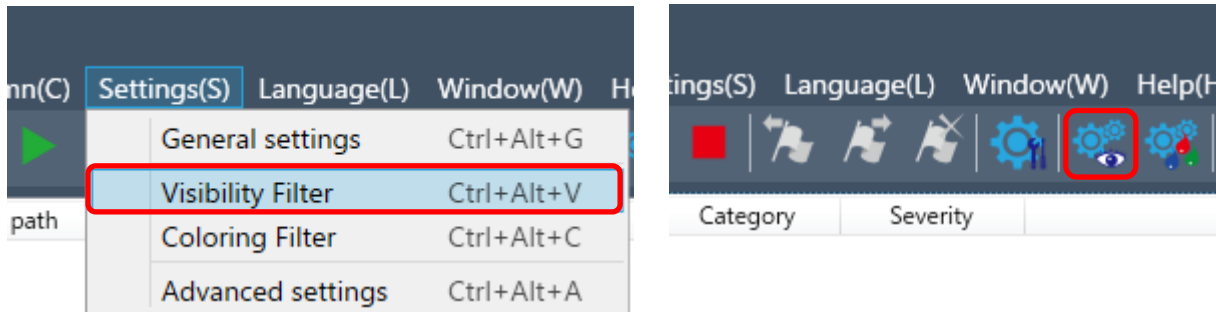 nn(C) Settings(S) Language(L) Window(W) H
General settings Ctrl+Alt+G
Visibility Filter Ctrl+Alt+V
path
Coloring Filter Ctrl+Alt+C
Advanced settings Ctrl+Alt+A
tings(S) Language(L) Window(W) Help(H
Category Severity